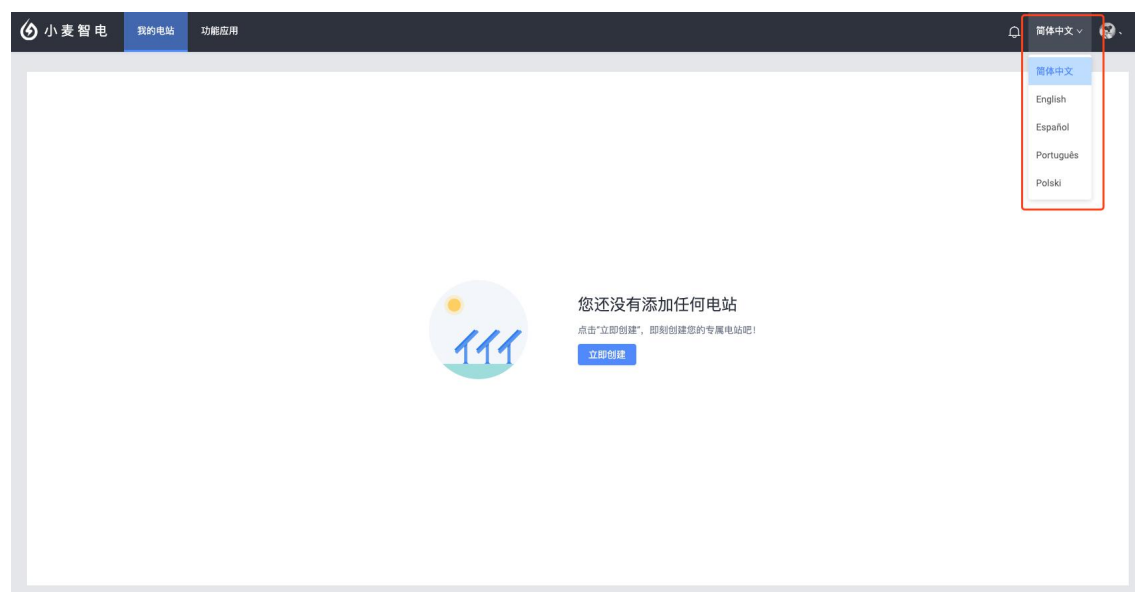 小麦智电
我的电站
功能应用
简体中文
简体中文
English
Español
Português
Polski
您还没有添加任何电站
点击“立即创建”，即刻创建您的专属电站吧！
立即创建